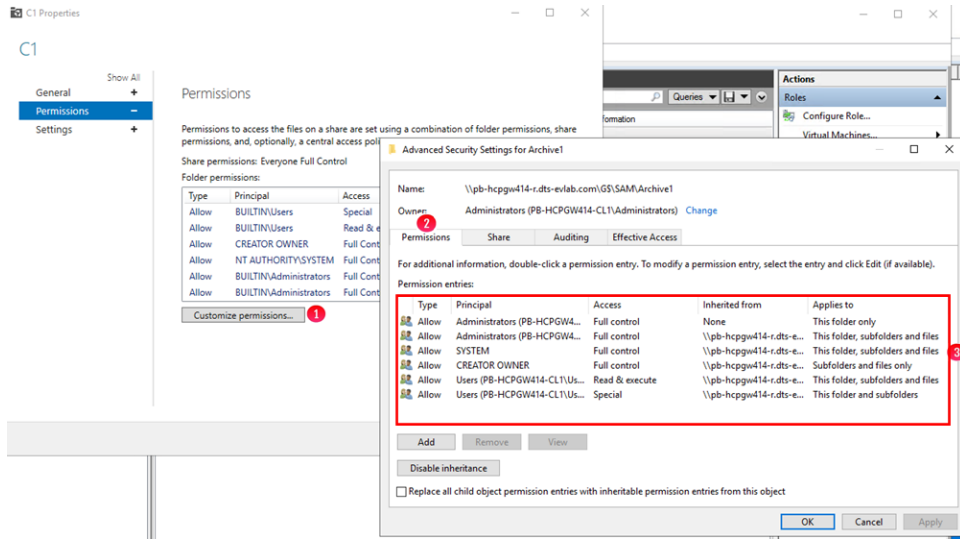 C1 Properties
C1
Show All
General +
Permissions –
Settings +
Permissions
Permissions to access the files on a share are set using a combination of folder permissions, share
permissions, and, optionally, a central access poli
Share permissions: Everyone Full Control
Folder permissions:
Type Principal Access
Allow BUILTIN\Users Special
Allow BUILTIN\Users Read & e
Allow CREATOR OWNER Full Cont
Allow NT AUTHORITY\SYSTEM Full Cont
Allow BUILTIN\Administrators Full Cont
Allow BUILTIN\Administrators Full Cont
Customize permissions... 1
Queries
formation
Actions
Roles
Configure Role...
Virtual Machines...
Advanced Security Settings for Archive1
Name: \\pb-hcpgw414-r.dts-evlab.com\G$\SAM\Archive1
Owner: Administrators (PB-HCPGW414-CL1\Administrators) Change
2
Permissions Share Auditing Effective Access
For additional information, double-click a permission entry. To modify a permission entry, select the entry and click Edit (if available).
Permission entries:
Type Principal Access Inherited from Applies to
Allow Administrators (PB-HCPGW4... Full control None This folder only
Allow Administrators (PB-HCPGW4... Full control \\pb-hcpgw414-r.dts-e... This folder, subfolders and files
Allow SYSTEM Full control \\pb-hcpgw414-r.dts-e... This folder, subfolders and files
3
Allow CREATOR OWNER Full control \\pb-hcpgw414-r.dts-e... Subfolders and files only
Allow Users (PB-HCPGW414-CL1\Us... Read & execute \\pb-hcpgw414-r.dts-e... This folder, subfolders and files
Allow Users (PB-HCPGW414-CL1\Us... Special \\pb-hcpgw414-r.dts-e... This folder and subfolders
Add Remove View
Disable inheritance
Replace all child object permission entries with inheritable permission entries from this object
OK Cancel Apply